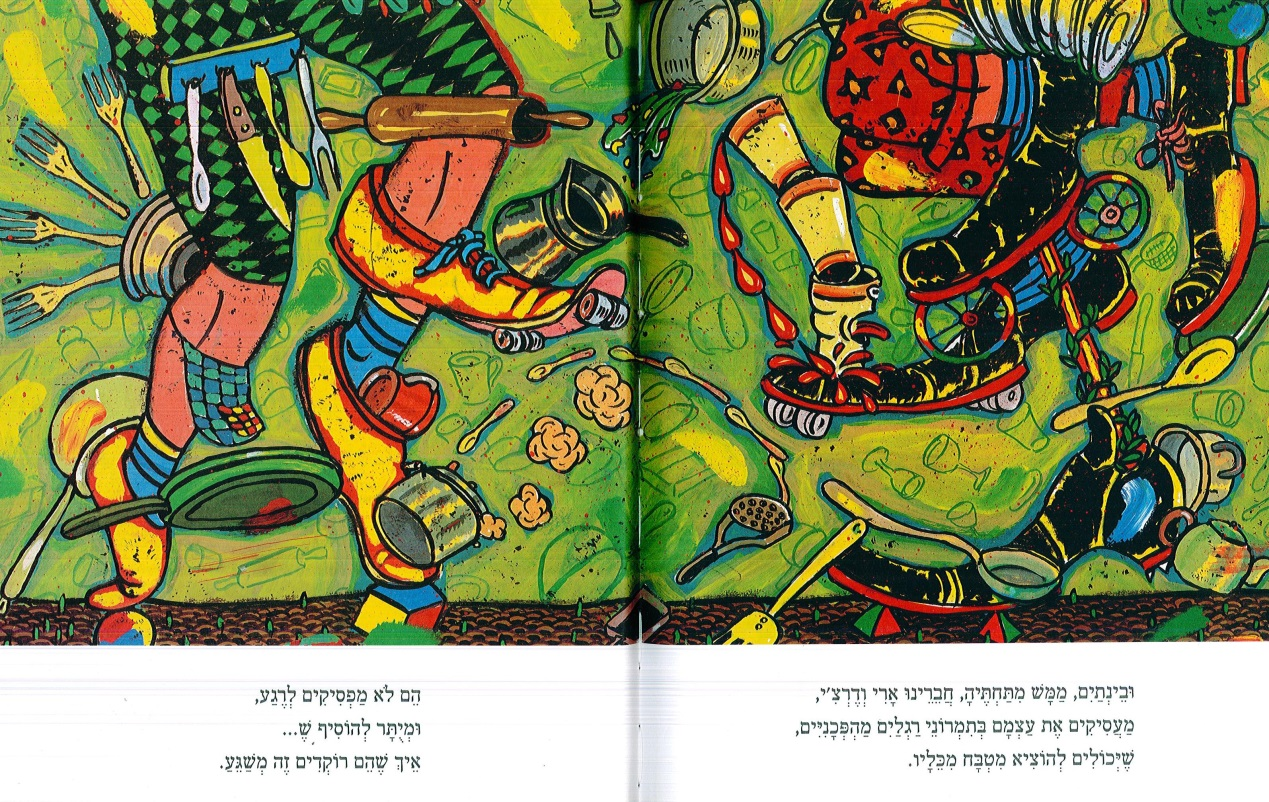 וּבֵינְתַיִם, מַמָּשׁ מִתַּחְתֶּיהָ, חֲבֵרֵינוּ אָרִי וְדֶרְצִ'י,
מַעֲסִיקִים אֶת עַצְמָם בְּתִמְרוֹנֵי רַגְלַיִם מַהְפְּכָנִיִּים,
שֶׁיְּכוֹלִים לְהוֹצִיא מִטְבָּח מִכֵּלָיו.
הֵם לֹא מַפְסִיקִים לְרֶגַע,
וּמְיֻתָּר לְהוֹסִיף שֶׁ...
אֵיךְ שֶׁהֵם רוֹקְדִים זֶה מְשַׁגֵּעַ.